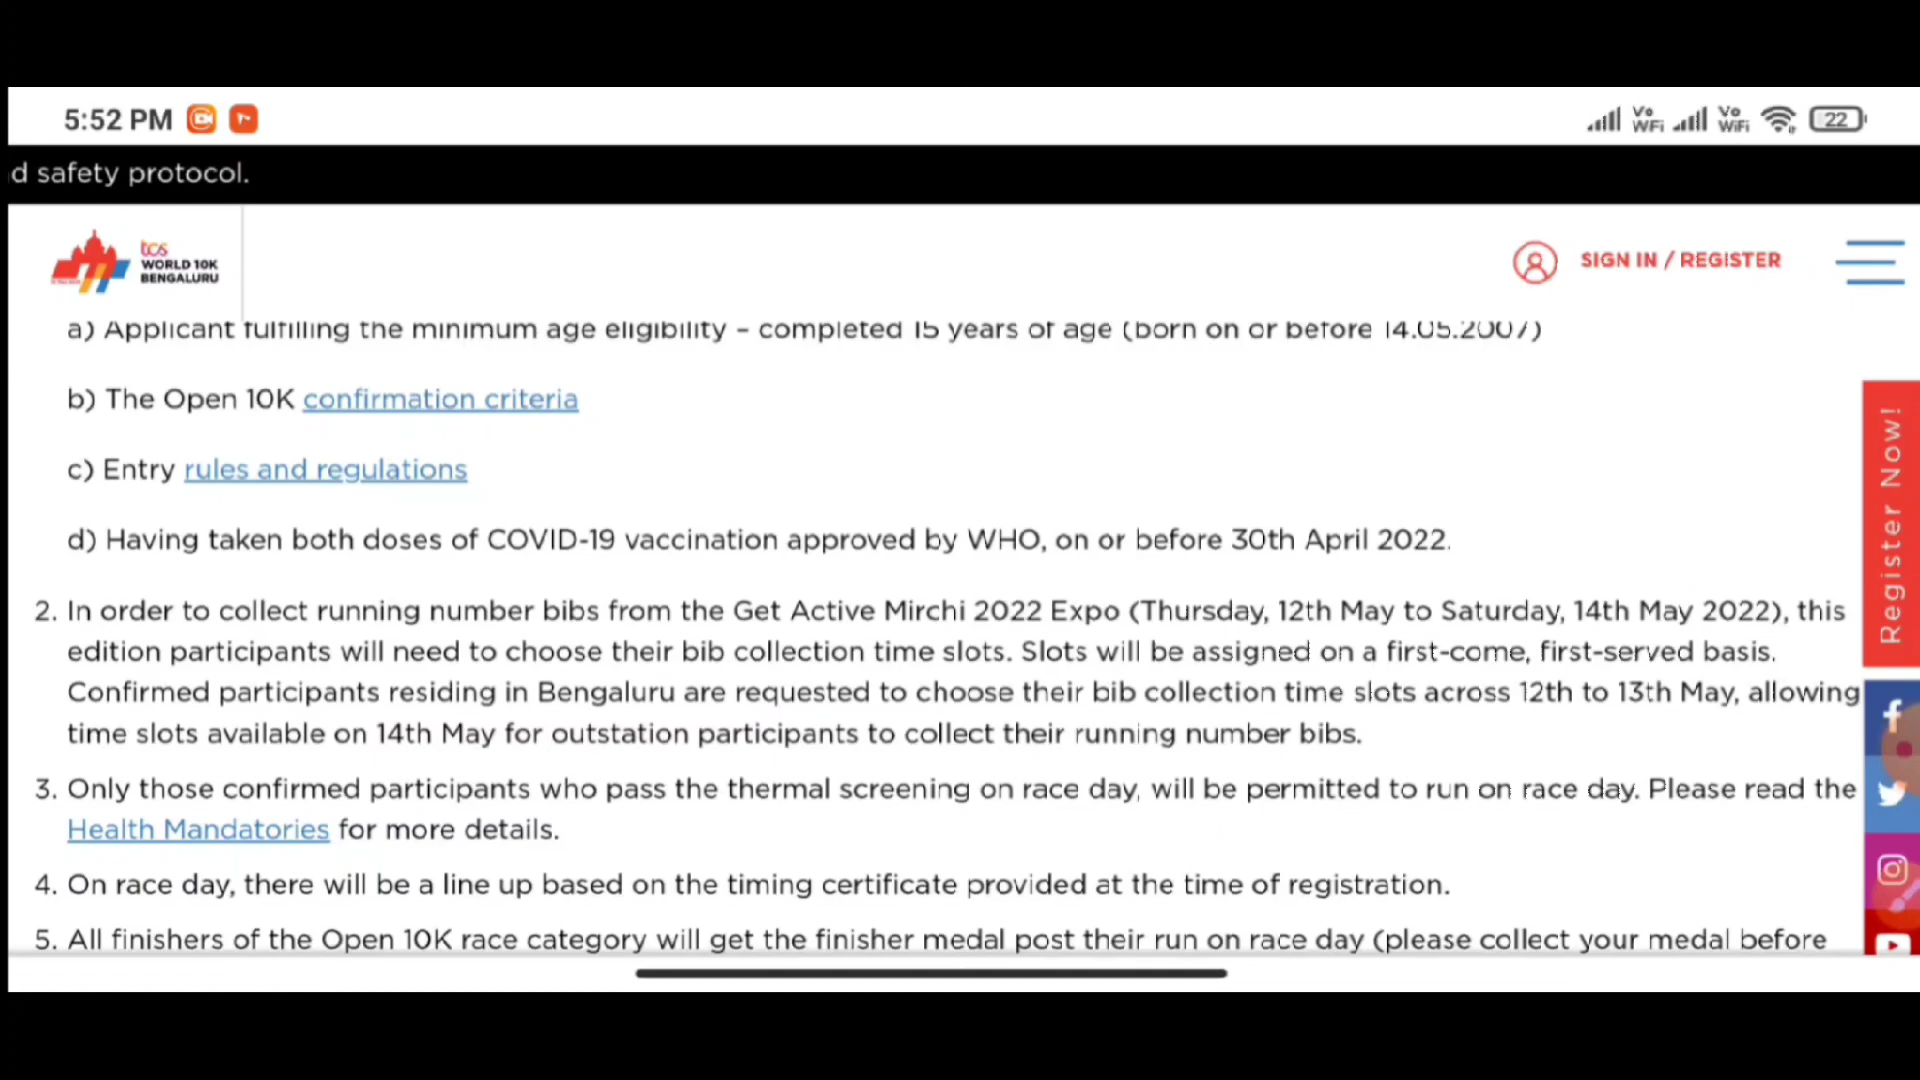 5:52 PM
Vo WiFi Vo WiFi 22
d safety protocol.
tcs
WORLD 10K
BENGALURU
SIGN IN / REGISTER
a) Applicant fulfilling the minimum age eligibility – completed 15 years of age (born on or before 14.05.2007)
b) The Open 10K confirmation criteria
c) Entry rules and regulations
d) Having taken both doses of COVID-19 vaccination approved by WHO, on or before 30th April 2022.
2. In order to collect running number bibs from the Get Active Mirchi 2022 Expo (Thursday, 12th May to Saturday, 14th May 2022), this
edition participants will need to choose their bib collection time slots. Slots will be assigned on a first-come, first-served basis.
Confirmed participants residing in Bengaluru are requested to choose their bib collection time slots across 12th to 13th May, allowing
time slots available on 14th May for outstation participants to collect their running number bibs.
3. Only those confirmed participants who pass the thermal screening on race day, will be permitted to run on race day. Please read the
Health Mandatories for more details.
4. On race day, there will be a line up based on the timing certificate provided at the time of registration.
5. All finishers of the Open 10K race category will get the finisher medal post their run on race day (please collect your medal before
Register Now!